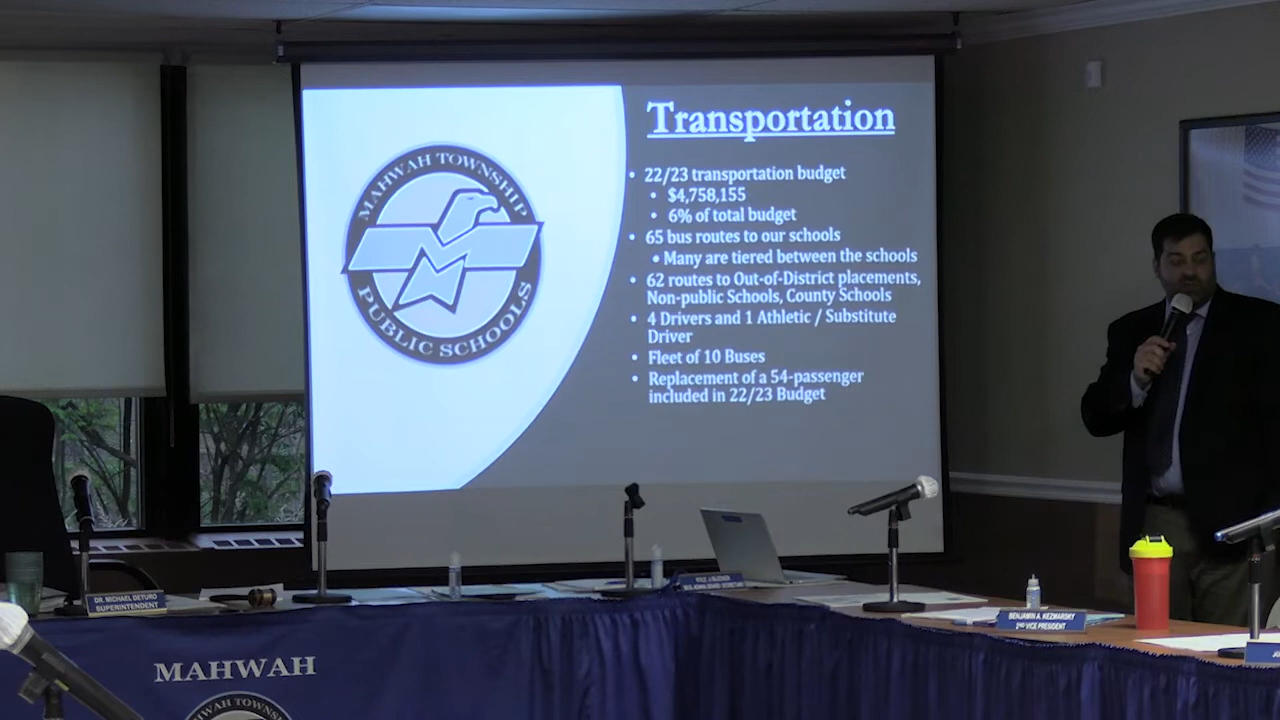 Transportation
• 22/23 transportation budget
• $4,758,155
• 6% of total budget
• 65 bus routes to our schools
• Many are tiered between the schools
• 62 routes to Out-of-District placements,
Non-public Schools, County Schools
• 4 Drivers and 1 Athletic / Substitute
Driver
• Fleet of 10 Buses
• Replacement of a 54-passenger
included in 22/23 Budget
MAHWAH TOWNSHIP
PUBLIC SCHOOLS
DR. MICHAEL DETURO
SUPERINTENDENT
BENJAMIN A. KEZMARSKY
2ND VICE PRESIDENT
MAHWAH
MAHWAH TOWNSHIP